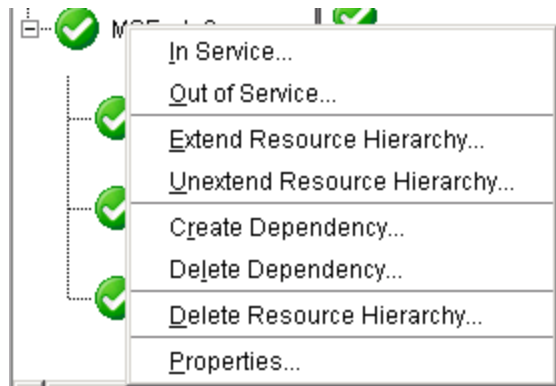 In Service...
Out of Service...
Extend Resource Hierarchy...
Unextend Resource Hierarchy...
Create Dependency...
Delete Dependency...
Delete Resource Hierarchy...
Properties...